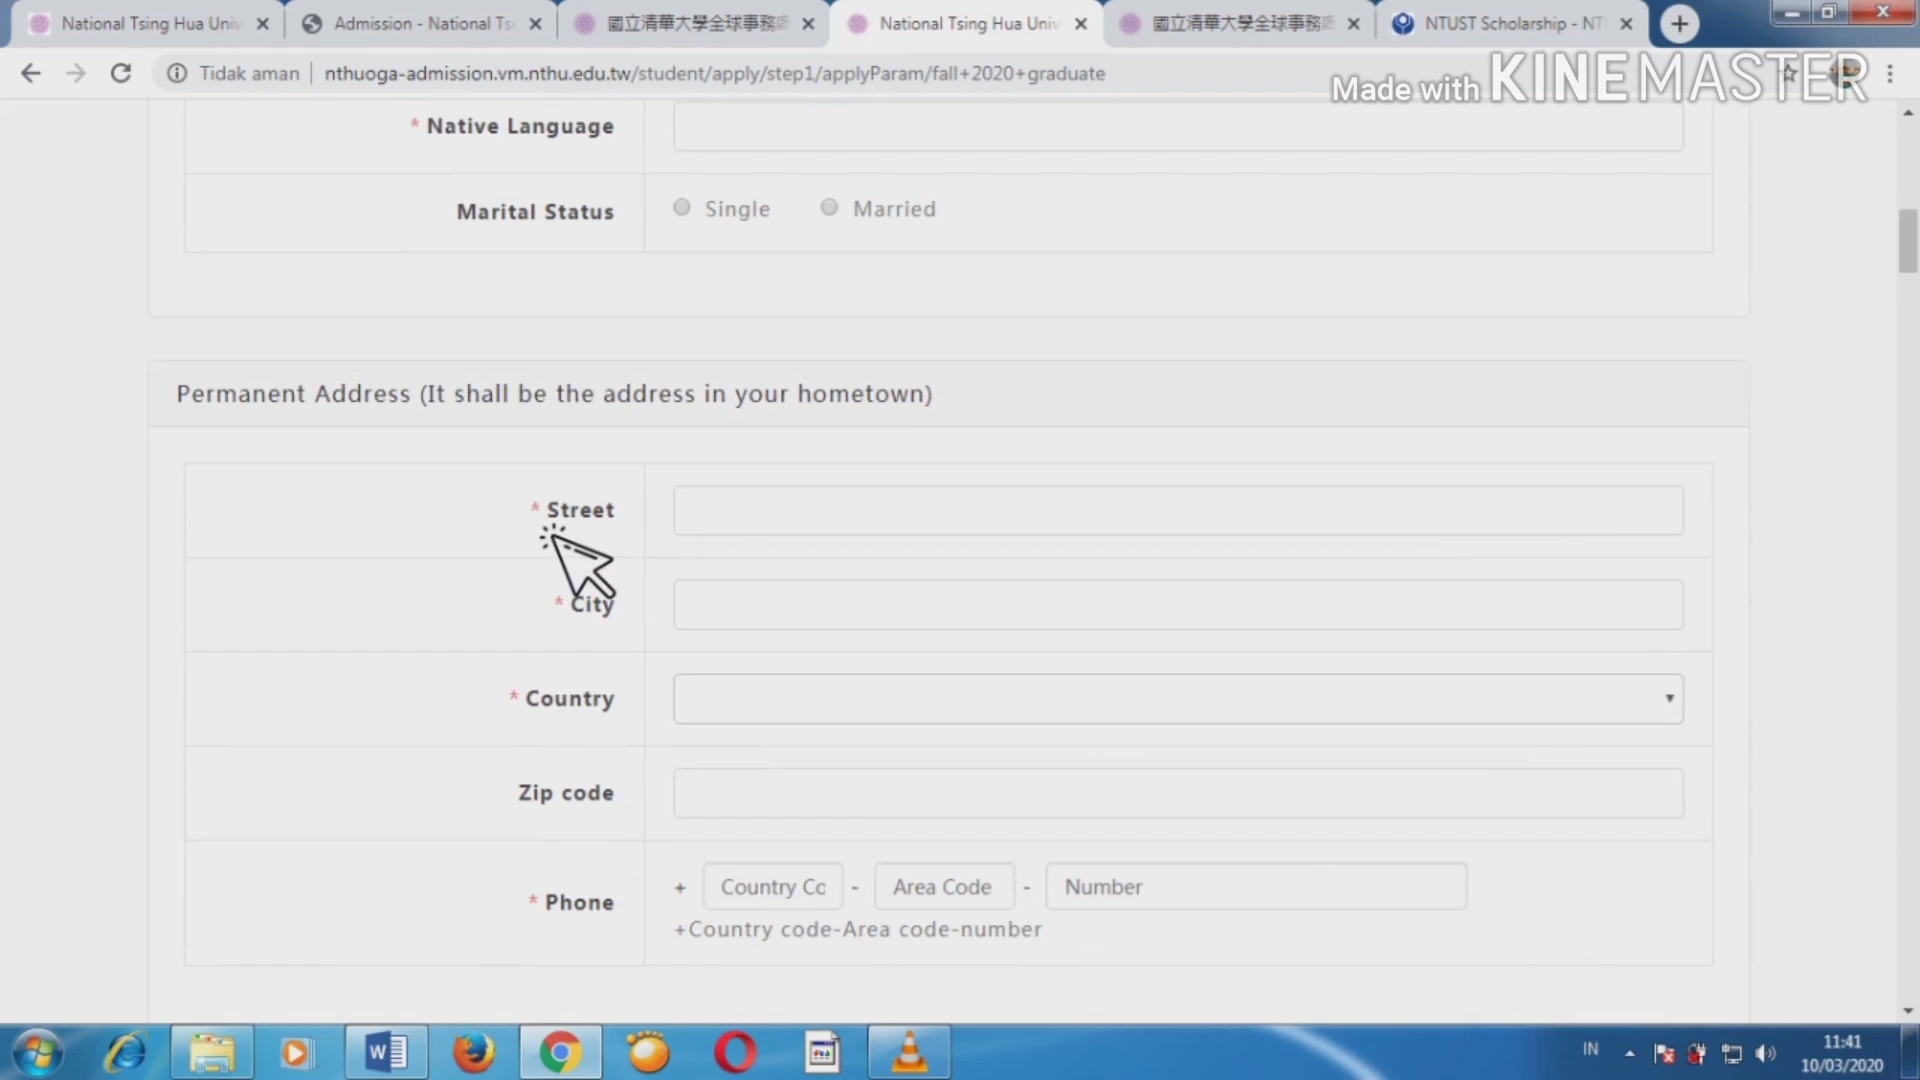 National Tsing Hua Univ
Admission - National Tsi
國立清華大學全球事務處
National Tsing Hua Univ
國立清華大學全球事務處
NTUST Scholarship - NT
Tidak aman
nthuoga-admission.vm.nthu.edu.tw/student/apply/step1/applyParam/fall+2020+graduate
Made with KINEMASTER
* Native Language
Marital Status
Single
Married
Permanent Address (It shall be the address in your hometown)
* Street
* City
* Country
Zip code
* Phone
+ Country Co - Area Code - Number
+Country code-Area code-number
IN
11:41
10/03/2020